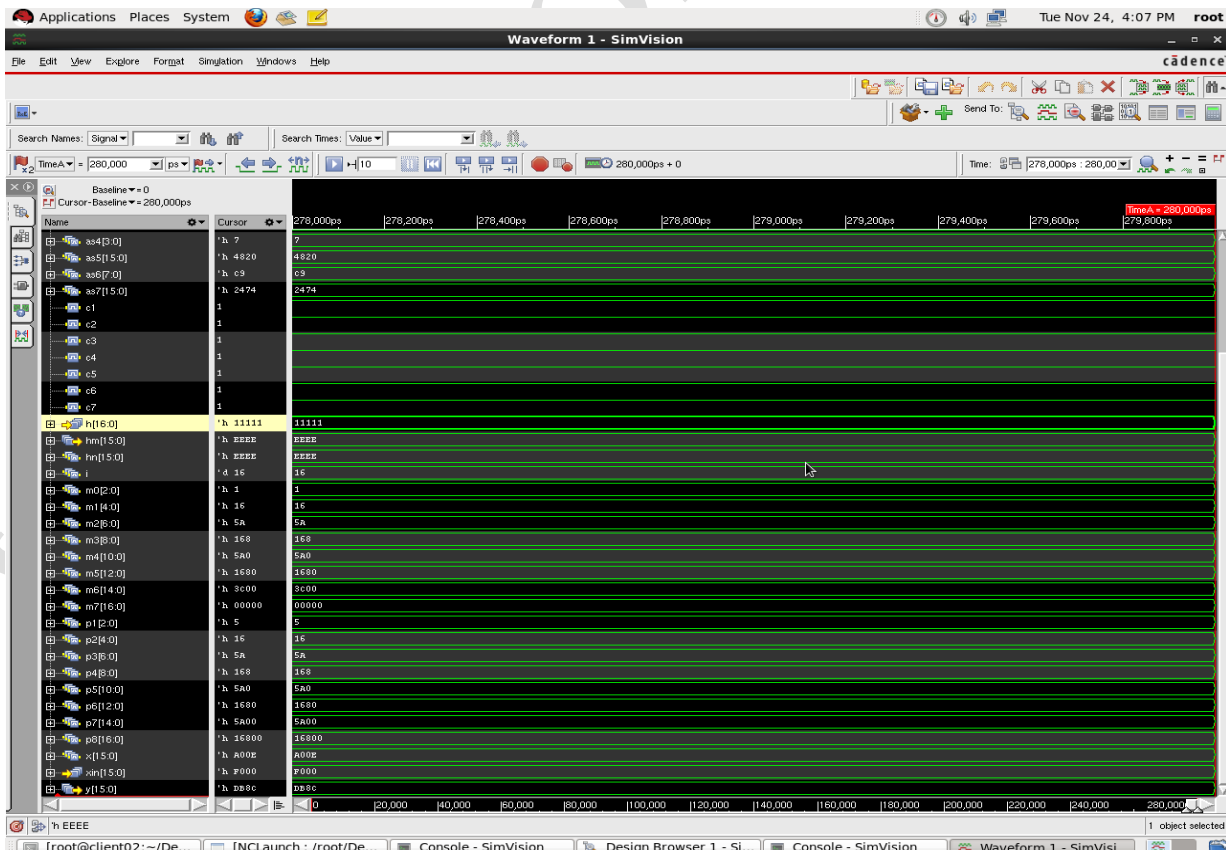 Applications Places System Tue Nov 24, 4:07 PM root
Waveform 1 - SimVision
File Edit View Explore Format Simulation Windows Help cādence
Send To:
Search Names: Signal Search Times: Value
x2 TimeA = 280,000 ps 10 280,000ps + 0 Time: 278,000ps : 280,00
Baseline = 0
Cursor-Baseline = 280,000ps
TimeA = 280,000ps
Name Cursor 278,000ps 278,200ps 278,400ps 278,600ps 278,800ps 279,000ps 279,200ps 279,400ps 279,600ps 279,800ps
as4[3:0] 'h 7 7
as5[15:0] 'h 4820 4820
as6[7:0] 'h c9 c9
as7[15:0] 'h 2474 2474
c1 1
c2 1
c3 1
c4 1
c5 1
c6 1
c7 1
h[16:0] 'h 11111 11111
hm[15:0] 'h EEEE EEEE
hn[15:0] 'h EEEE EEEE
i 'd 16 16
m0[2:0] 'h 1 1
m1[4:0] 'h 16 16
m2[6:0] 'h 5A 5A
m3[8:0] 'h 168 168
m4[10:0] 'h 5A0 5A0
m5[12:0] 'h 1680 1680
m6[14:0] 'h 3C00 3C00
m7[16:0] 'h 00000 00000
p1[2:0] 'h 5 5
p2[4:0] 'h 16 16
p3[6:0] 'h 5A 5A
p4[8:0] 'h 168 168
p5[10:0] 'h 5A0 5A0
p6[12:0] 'h 1680 1680
p7[14:0] 'h 5A00 5A00
p8[16:0] 'h 16800 16800
x[15:0] 'h A00E A00E
xin[15:0] 'h F000 F000
y[15:0] 'h DB8C DB8C
0 20,000 40,000 60,000 80,000 100,000 120,000 140,000 160,000 180,000 200,000 220,000 240,000 280,000
'h EEEE 1 object selected
[root@client02:~/De... [NCLaunch : /root/De... Console - SimVision Design Browser 1 - Si... Console - SimVision Waveform 1 - SimVisi...